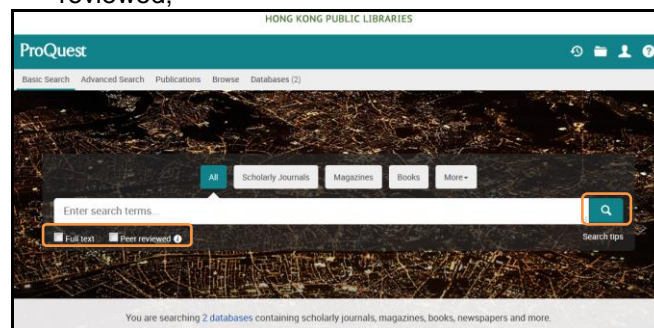 reviewed;
HONG KONG PUBLIC LIBRARIES
ProQuest
Basic Search Advanced Search Publications Browse Databases (2)
All Scholarly Journals Magazines Books More
Enter search terms...
Full text Peer reviewed
Search tips
You are searching 2 databases containing scholarly journals, magazines, books, newspapers and more.